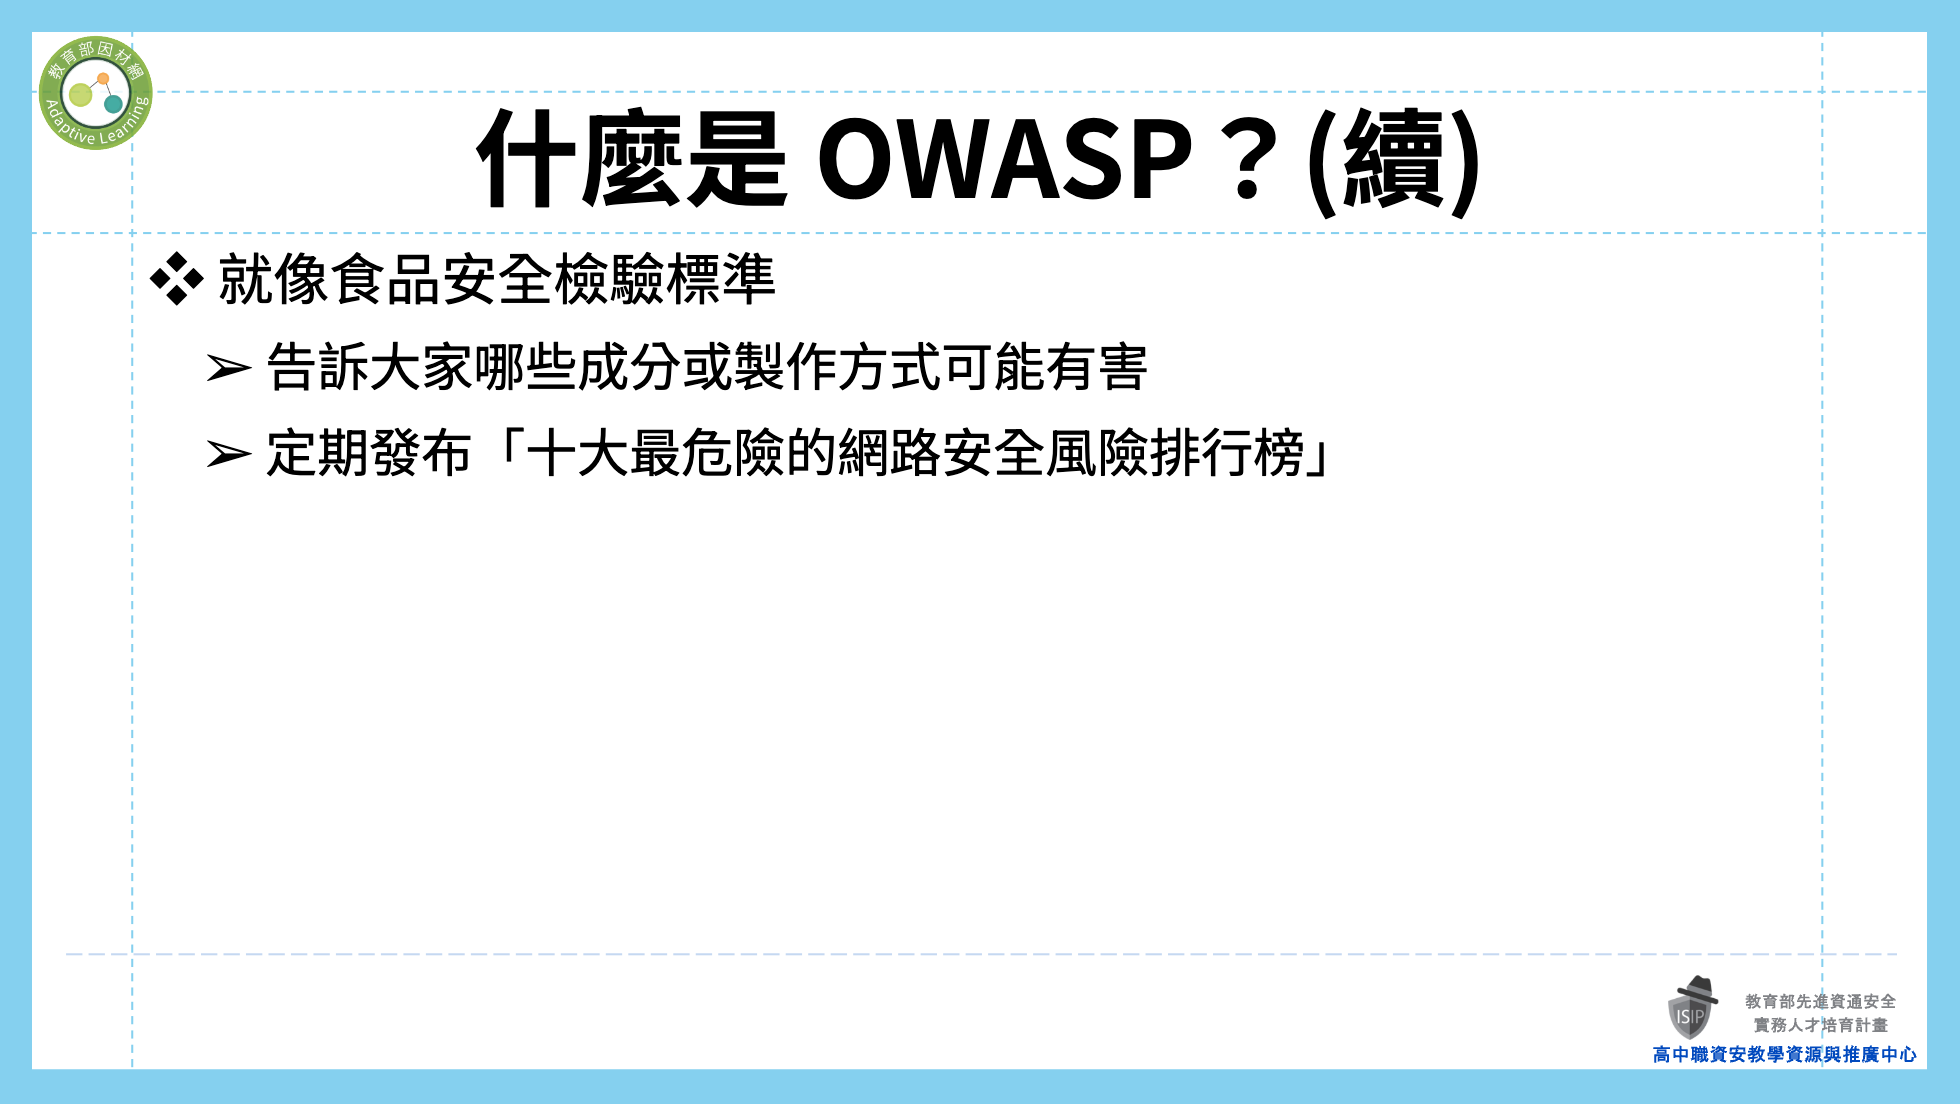 教育部因材網
Adaptive Learning
什麼是 OWASP？(續)
❖ 就像食品安全檢驗標準
➢ 告訴大家哪些成分或製作方式可能有害
➢ 定期發布「十大最危險的網路安全風險排行榜」
ISIP
教育部先進資通安全
實務人才培育計畫
高中職資安教學資源與推廣中心